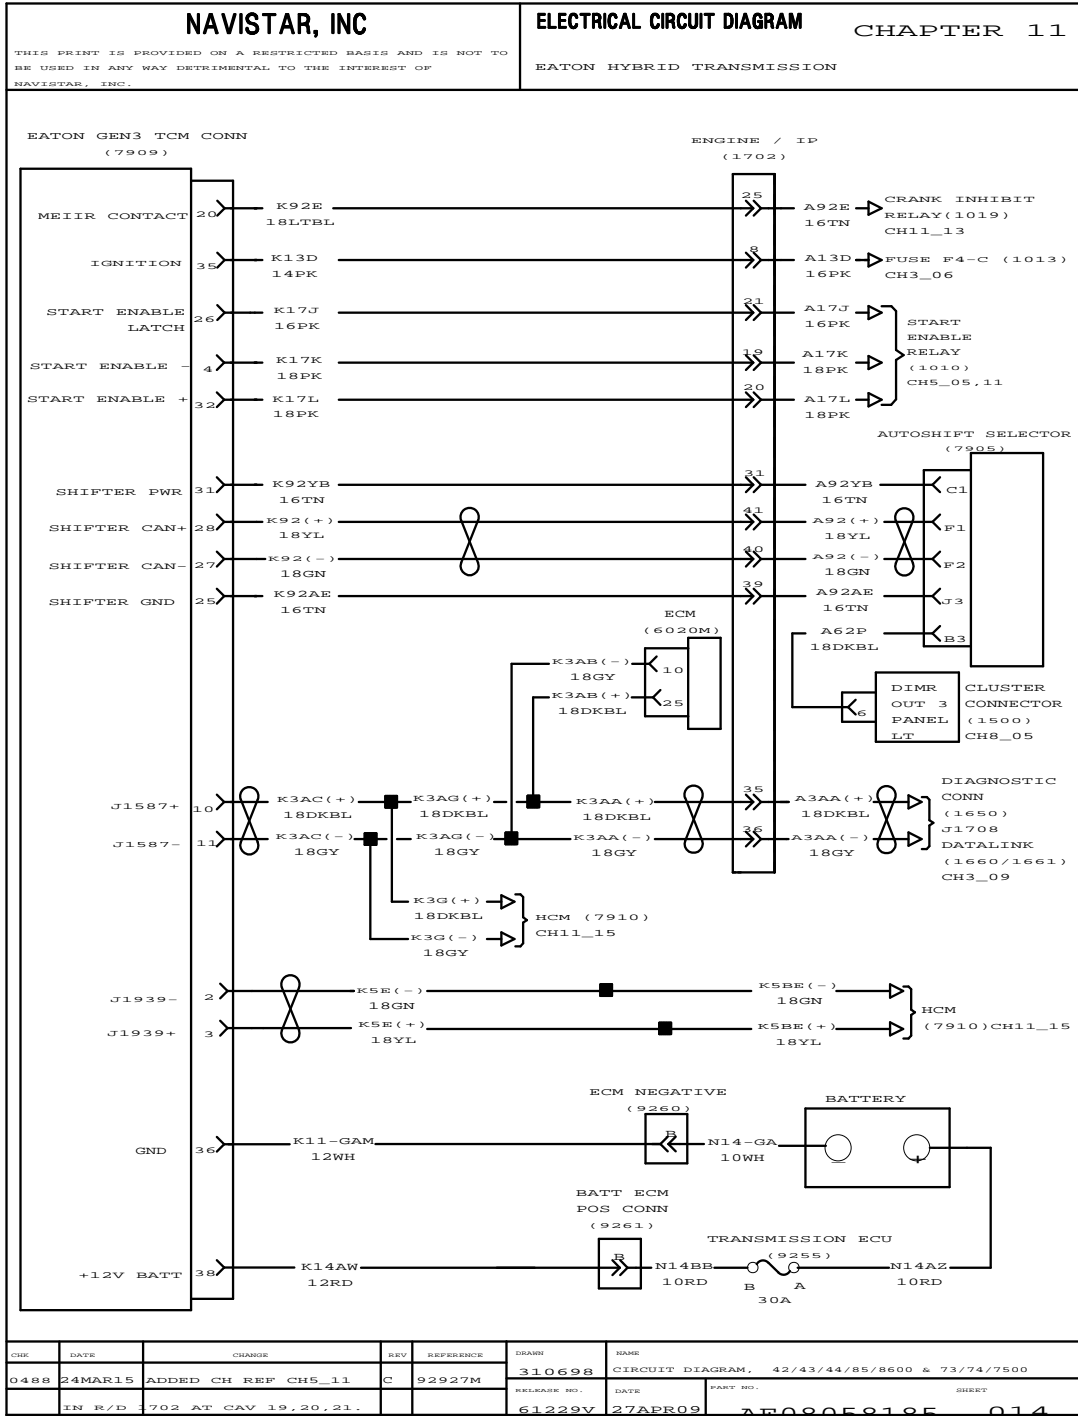 NAVISTAR, INC
THIS PRINT IS PROVIDED ON A RESTRICTED BASIS AND IS NOT TO
BE USED IN ANY WAY DETRIMENTAL TO THE INTEREST OF
NAVISTAR, INC.
ELECTRICAL CIRCUIT DIAGRAM
CHAPTER 11
EATON HYBRID TRANSMISSION
EATON GEN3 TCM CONN
(7909)
ENGINE / IP
(1702)
MEIIR CONTACT 20 K92E 25 A92E CRANK INHIBIT
18LTBL 16TN RELAY(1019)
CH11_13
IGNITION 35 K13D 8 A13D FUSE F4-C (1013)
14PK 16PK CH3_06
START ENABLE 26 K17J 21 A17J START
LATCH 16PK 16PK ENABLE
START ENABLE - 4 K17K 19 A17K RELAY
18PK 18PK (1010)
CH5_05,11
START ENABLE + 32 K17L 20 A17L
18PK 18PK
AUTOSHIFT SELECTOR
(7905)
SHIFTER PWR 31 K92YB 31 A92YB C1
16TN 16TN
SHIFTER CAN+ 28 K92(+) 41 A92(+) F1
18YL 18YL
SHIFTER CAN- 27 K92(-) 40 A92(-) F2
18GN 18GN
SHIFTER GND 25 K92AE 39 A92AE J3
16TN 16TN
ECM
(6020M)
A62P B3
18DKBL
K3AB(-) 10
18GY
K3AB(+) 25
18DKBL
6 DIMR
OUT 3
PANEL
LT
CLUSTER
CONNECTOR
(1500)
CH8_05
J1587+ 10 K3AC(+) K3AG(+) K3AA(+) 35 A3AA(+)
18DKBL 18DKBL 18DKBL 18DKBL
J1587- 11 K3AC(-) K3AG(-) K3AA(-) 36 A3AA(-)
18GY 18GY 18GY 18GY
DIAGNOSTIC
CONN
(1650)
J1708
DATALINK
(1660/1661)
CH3_09
K3G(+)
18DKBL
HCM (7910)
CH11_15
K3G(-)
18GY
J1939- 2 K5E(-) K5BE(-)
18GN 18GN
J1939+ 3 K5E(+) K5BE(+)
18YL 18YL
HCM
(7910)CH11_15
ECM NEGATIVE
(9260)
BATTERY
GND 36 K11-GAM B N14-GA - +
12WH 10WH
BATT ECM
POS CONN
(9261)
TRANSMISSION ECU
(9255)
+12V BATT 38 K14AW B N14BB N14AZ
12RD 10RD B A 10RD
30A
CHK DATE CHANGE REV REFERENCE DRAWN NAME
0488 24MAR15 ADDED CH REF CH5_11 C 92927M 310698 CIRCUIT DIAGRAM, 42/43/44/85/8600 & 73/74/7500
RELEASE NO. DATE PART NO. SHEET
IN R/D 1702 AT CAV 19,20,21. 61229V 27APR09 AE08058185 014